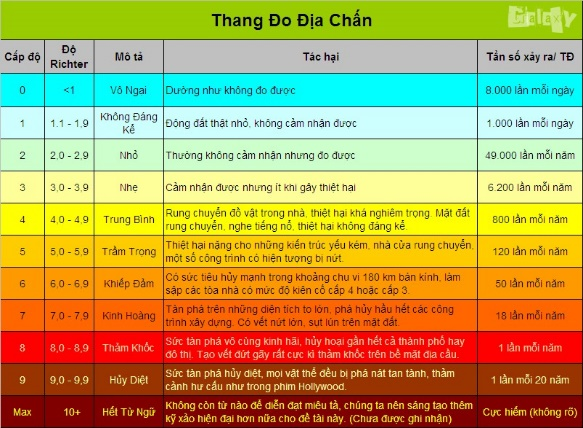 Thang Đo Địa Chấn
Galaxy
Cấp độ Độ Richter Mô tả Tác hại Tần số xảy ra/ TĐ
0 <1 Vô Ngại Dường như không đo được 8.000 lần mỗi ngày
1 1.1 - 1,9 Không Đáng Kể Động đất thật nhỏ, không cảm nhận được 1.000 lần mỗi ngày
2 2,0 - 2,9 Nhỏ Thường không cảm nhận nhưng đo được 49.000 lần mỗi năm
3 3,0 - 3,9 Nhẹ Cảm nhận được nhưng ít khi gây thiệt hại 6.200 lần mỗi năm
4 4,0 - 4,9 Trung Bình Rung chuyển đồ vật trong nhà, thiệt hại khá nghiêm trọng. Mặt đất
rung chuyển, nghe tiếng nổ, thiệt hại không đáng kể. 800 lần mỗi năm
5 5,0 - 5,9 Trầm Trọng Thiệt hại nặng cho những kiến trúc yếu kém, nhà cửa rung chuyển,
một số công trình có hiện tượng bị nứt. 120 lần mỗi năm
6 6,0 - 6,9 Khiếp Đảm Có sức tiêu hủy mạnh trong khoảng chu vi 180 km bán kính, làm
sập các tòa nhà có mức độ kiên cố cấp 4 hoặc cấp 3. 50 lần mỗi năm
7 7,0 - 7,9 Kinh Hoàng Tàn phá trên những diện tích to lớn, phá hủy hầu hết các công
trình xây dựng. Có vết nứt lớn, sụt lún trên mặt đất. 18 lần mỗi năm
8 8,0 - 8,9 Thảm Khốc Sức tàn phá vô cùng kinh hãi, hủy hoại gần hết cả thành phố hay
đô thị. Tạo vết đứt gãy rất cực kì thảm khốc trên bề mặt địa cầu. 1 lần mỗi năm
9 9,0 - 9,9 Hủy Diệt Sức tàn phá hủy diệt, mọi vật thể đều bị phá nát tan tành, thảm
cảnh hư cấu như trong phim Hollywood. 1 lần mỗi 20 năm
Max 10+ Hết Từ Ngữ Không còn từ nào để diễn đạt miêu tả, chúng ta nên sáng tạo thêm
kỹ xảo hiện đại hơn nữa cho đề tài này. (Chưa được ghi nhận) Cực hiếm (không rõ)